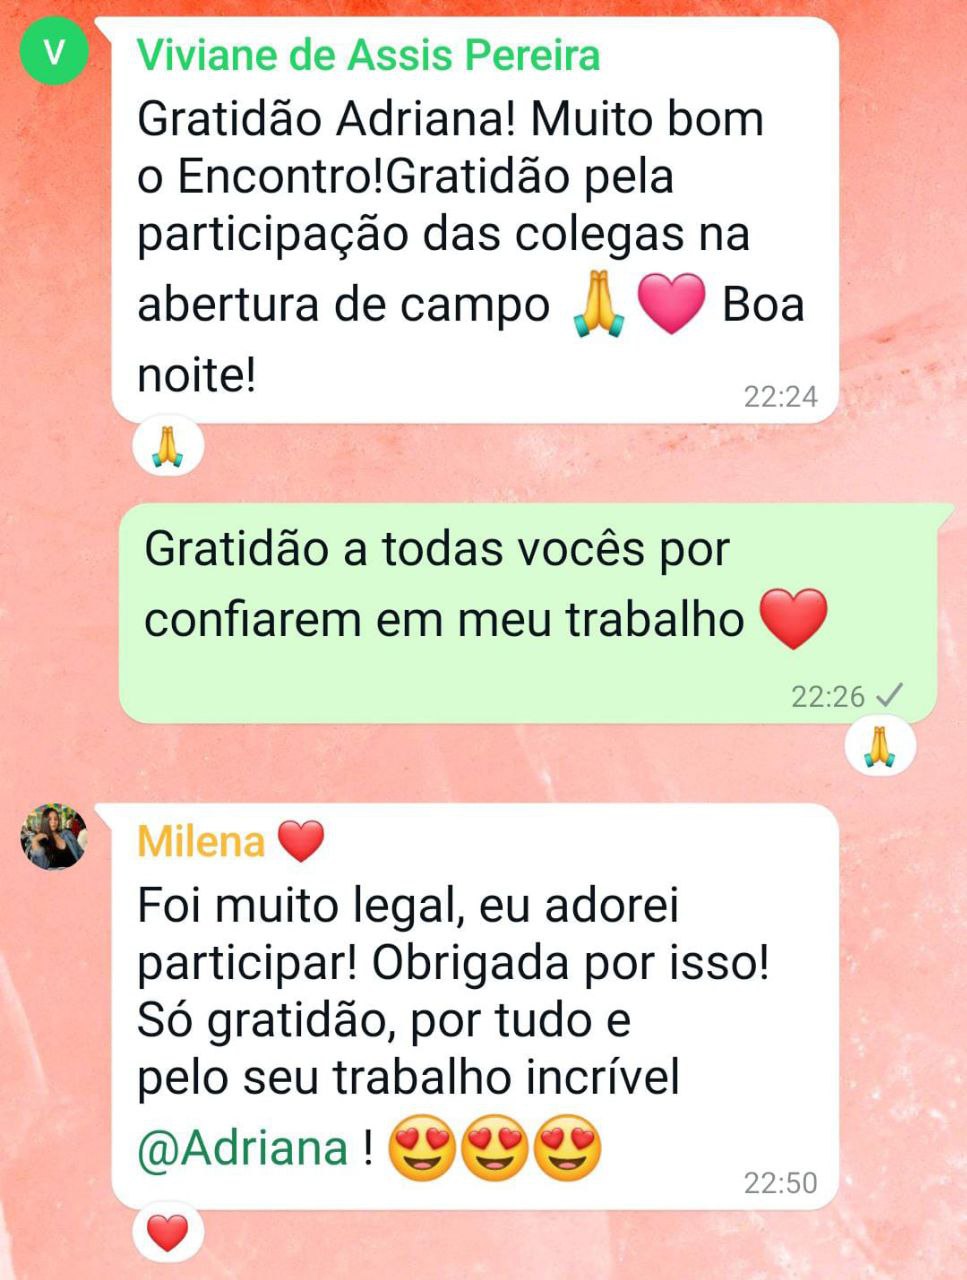 V
Viviane de Assis Pereira
Gratidão Adriana! Muito bom
o Encontro!Gratidão pela
participação das colegas na
abertura de campo 🙏💗 Boa
noite!
22:24
🙏
Gratidão a todas vocês por
confiarem em meu trabalho ❤️
22:26 ✓
🙏
Milena ❤️
Foi muito legal, eu adorei
participar! Obrigada por isso!
Só gratidão, por tudo e
pelo seu trabalho incrível
@Adriana ! 😍😍😍
22:50
❤️